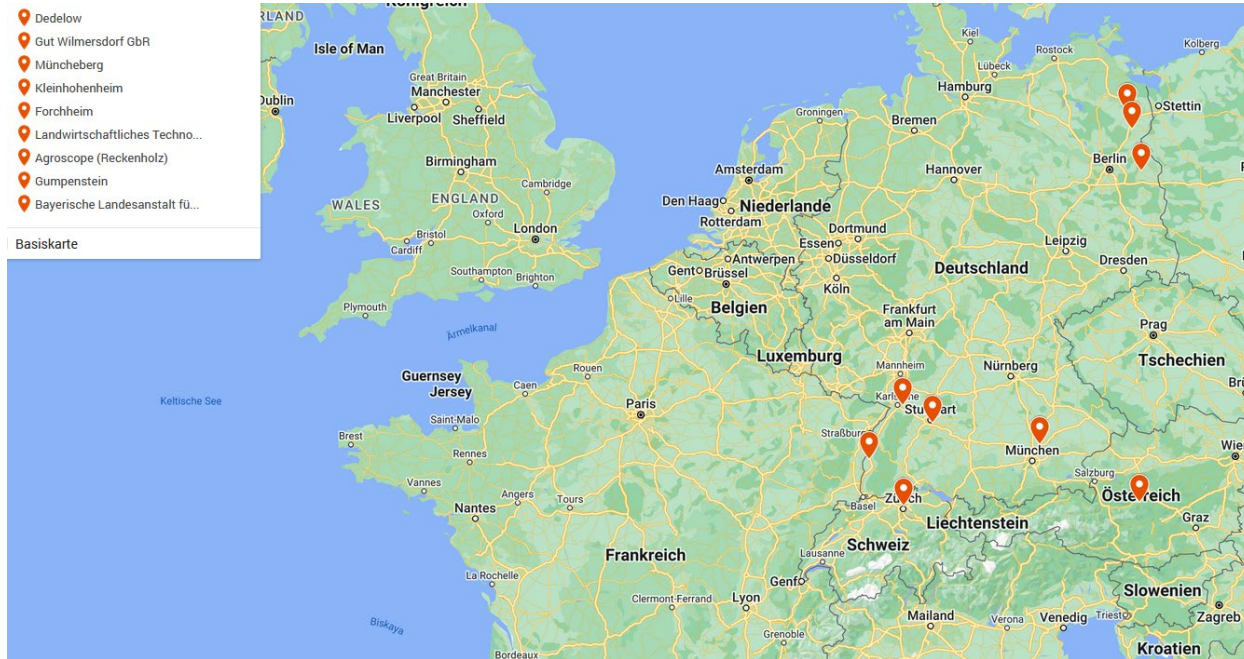 Dedelow
Gut Wilmersdorf GbR
Müncheberg
Kleinhohenheim
Forchheim
Landwirtschaftliches Techno...
Agroscope (Reckenholz)
Gumpenstein
Bayerische Landesanstalt fü...
Basiskarte
Isle of Man
Great Britain
Manchester
Liverpool
Sheffield
Birmingham
Cambridge
WALES
ENGLAND
Oxford
London
Bristol
Cardiff
Southampton
Brighton
Plymouth
Ärmelkanal
Keltische See
Guernsey
Jersey
Kiel
Rostock
Kolberg
Lübeck
Hamburg
Stettin
Groningen
Bremen
Berlin
Amsterdam
Hannover
Den Haag
Niederlande
Rotterdam
Dortmund
Essen
Düsseldorf
Leipzig
Antwerpen
Gent
Brüssel
Köln
Deutschland
Dresden
Lille
Belgien
Frankfurt
am Main
Prag
Luxemburg
Tschechien
Mannheim
Nürnberg
Rouen
Caen
Paris
Saint-Malo
Brest
Rennes
Straßburg
München
Vannes
Angers
Tours
Salzburg
Nantes
Basel
Österreich
Liechtenstein
Graz
Frankreich
Schweiz
Lausanne
La Rochelle
Genf
Slowenien
Clermont-Ferrand
Lyon
Mailand
Verona
Venedig
Triest
Zagreb
Biskaya
Grenoble
Bordeaux
Kroatien